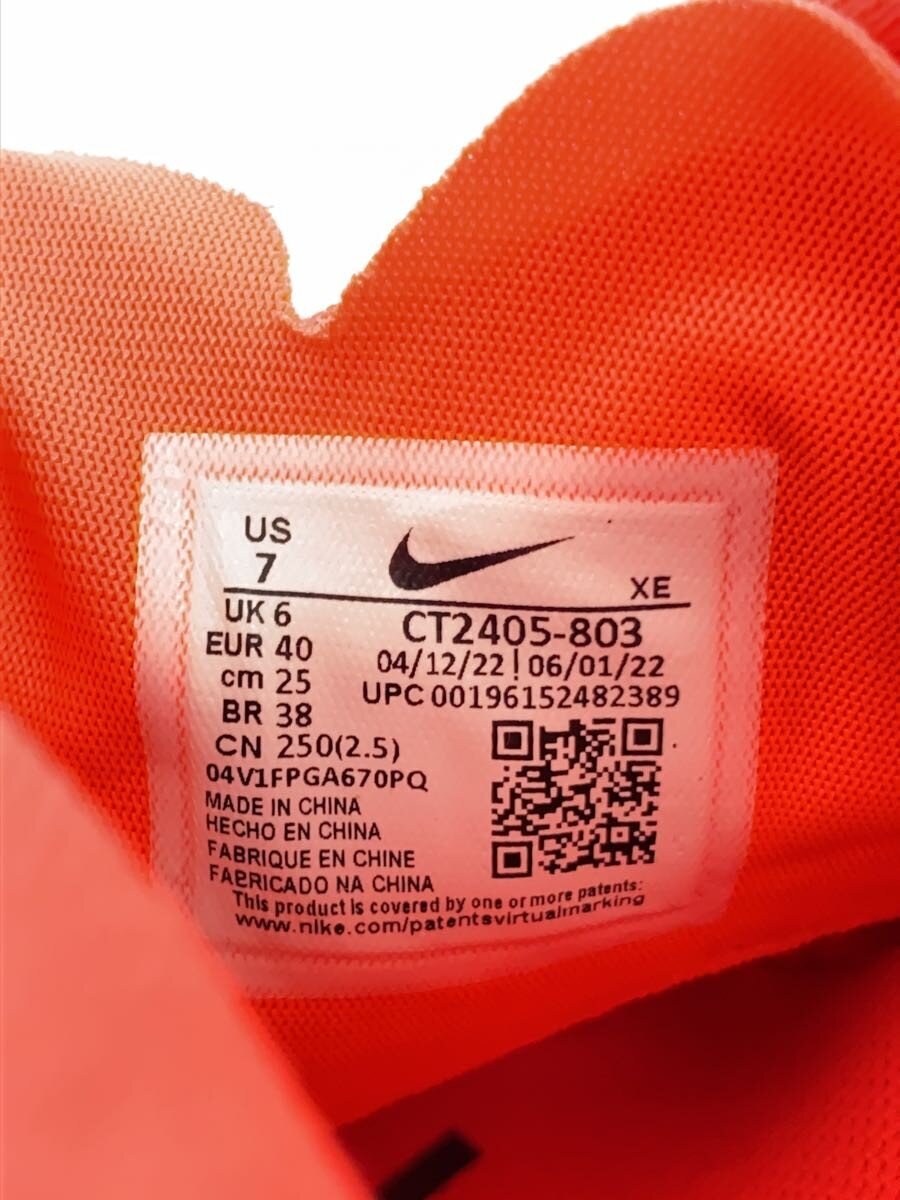 US
7
XE
UK 6
EUR 40
cm 25
BR 38
CN 250(2.5)
CT2405-803
04/12/22 | 06/01/22
UPC 00196152482389
04V1FPGA670PQ
MADE IN CHINA
HECHO EN CHINA
FABRIQUE EN CHINE
FABRICADO NA CHINA
This product is covered by one or more patents:
www.nike.com/patentsvirtualmarking